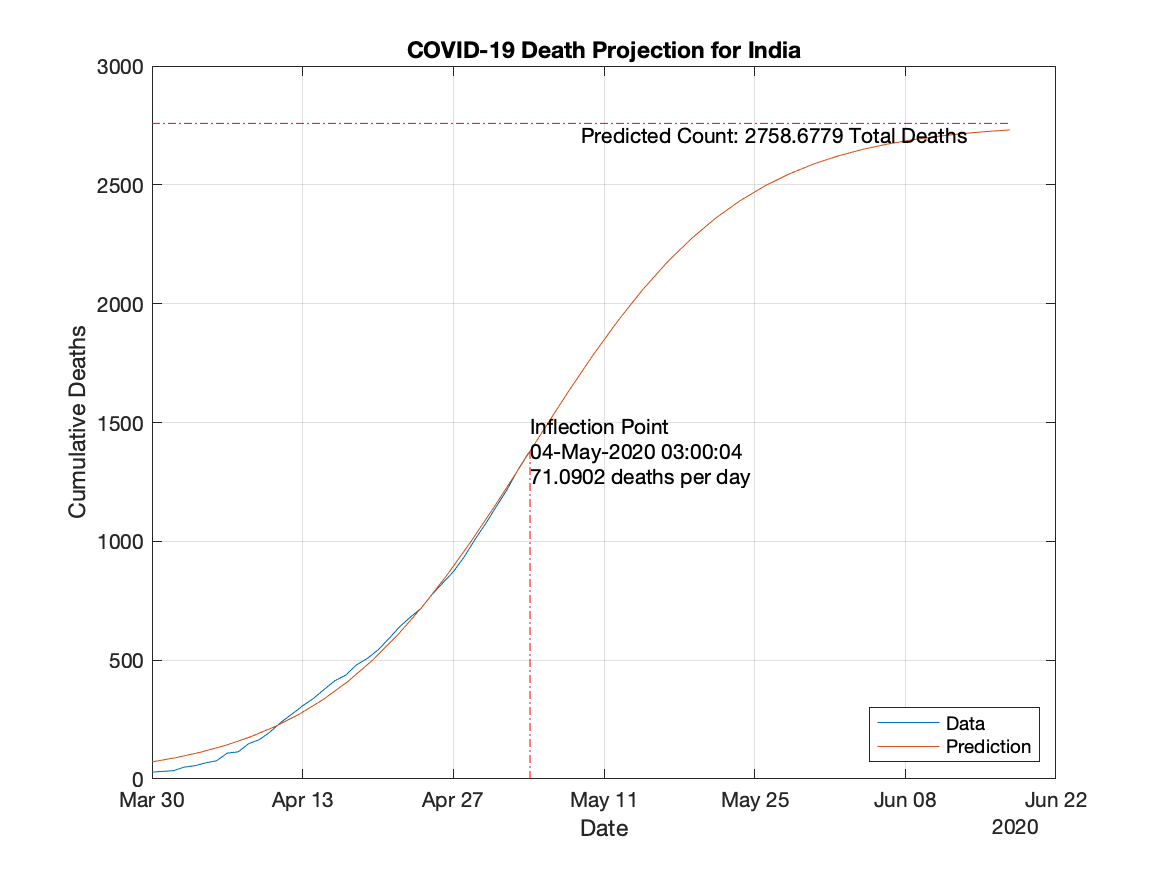 COVID-19 Death Projection for India
3000
Predicted Count: 2758.6779 Total Deaths
2500
2000
Cumulative Deaths
1500
Inflection Point
04-May-2020 03:00:04
71.0902 deaths per day
1000
500
Data
Prediction
0
Mar 30 Apr 13 Apr 27 May 11 May 25 Jun 08 Jun 22
Date
2020